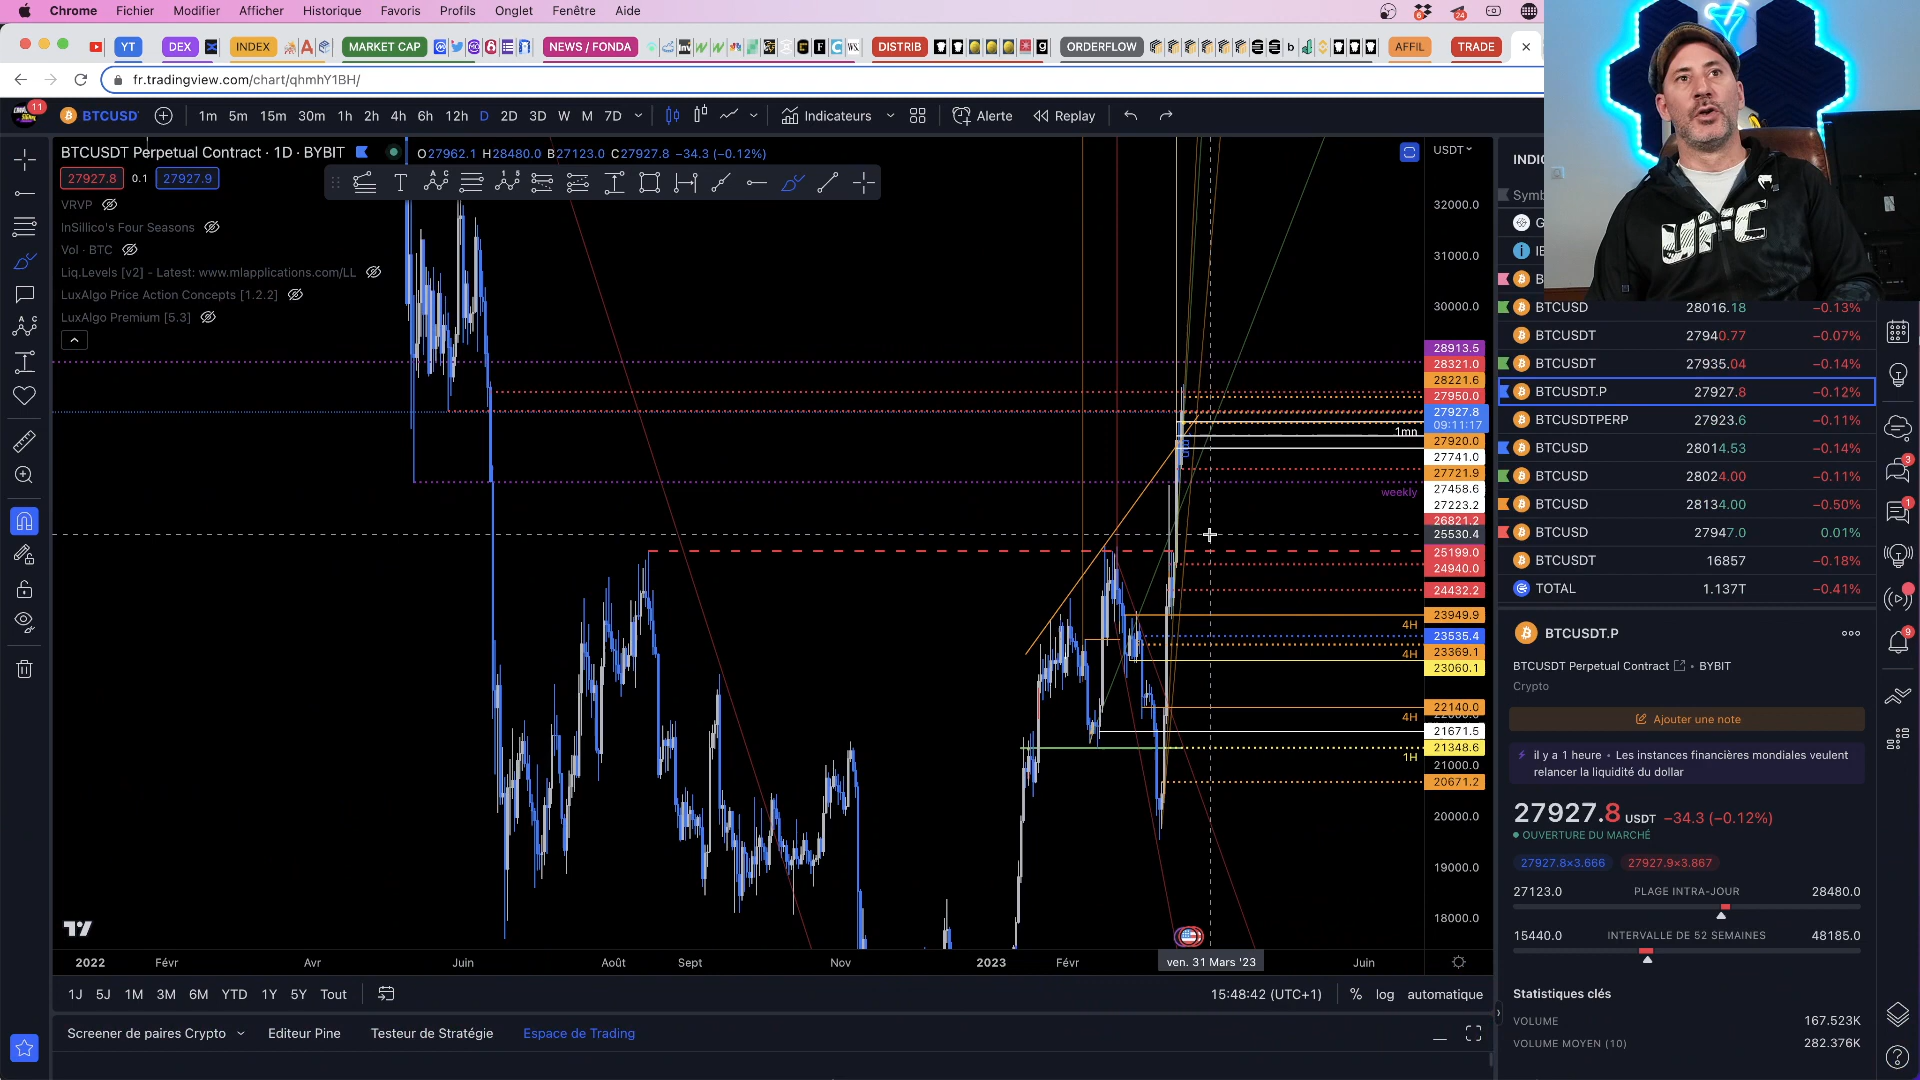 Chrome Fichier Modifier Afficher Historique Favoris Profils Onglet Fenêtre Aide
YT DEX INDEX MARKET CAP NEWS / FONDA DISTRIB ORDERFLOW AFFIL TRADE
fr.tradingview.com/chart/qhmhY1BH/
11 BTCUSD 1m 5m 15m 30m 1h 2h 4h 6h 12h D 2D 3D W M 7D Indicateurs Alerte Replay
BTCUSDT Perpetual Contract · 1D · BYBIT O27962.1 H28480.0 B27123.0 C27927.8 −34.3 (−0.12%)
27927.8 0.1 27927.9
VRVP
InSillico's Four Seasons
Vol · BTC
Liq.Levels [v2] - Latest: www.mlapplications.com/LL
LuxAlgo Price Action Concepts [1.2.2]
LuxAlgo Premium [5.3]
USDT
32000.0
31000.0
30000.0
28913.5
28321.0
28221.6
27950.0
27927.8
09:11:17
1mn
27920.0
27741.0
27721.9
weekly
27458.6
27223.2
26821.2
25530.4
25199.0
24940.0
24432.2
23949.9
4H
23535.4
23369.1
4H
23060.1
22140.0
4H
21671.5
21348.6
1H
21000.0
20671.2
20000.0
19000.0
18000.0
2022 Févr Avr Juin Août Sept Nov 2023 Févr ven. 31 Mars '23 Juin
1J 5J 1M 3M 6M YTD 1Y 5Y Tout 15:48:42 (UTC+1) % log automatique
Screener de paires Crypto Editeur Pine Testeur de Stratégie Espace de Trading
UFC
BTCUSD 28016.18 −0.13%
BTCUSDT 27940.77 −0.07%
BTCUSDT 27935.04 −0.14%
BTCUSDT.P 27927.8 −0.12%
BTCUSDTPERP 27923.6 −0.11%
BTCUSD 28014.53 −0.14%
BTCUSD 28024.00 −0.11%
BTCUSD 28134.00 −0.50%
BTCUSD 27947.0 0.01%
BTCUSDT 16857 −0.18%
TOTAL 1.137T −0.41%
BTCUSDT.P
BTCUSDT Perpetual Contract • BYBIT
Crypto
Ajouter une note
il y a 1 heure • Les instances financières mondiales veulent
relancer la liquidité du dollar
27927.8 USDT −34.3 (−0.12%)
OUVERTURE DU MARCHÉ
27927.8×3.666 27927.9×3.867
27123.0 PLAGE INTRA-JOUR 28480.0
15440.0 INTERVALLE DE 52 SEMAINES 48185.0
Statistiques clés
VOLUME 167.523K
VOLUME MOYEN (10) 282.376K